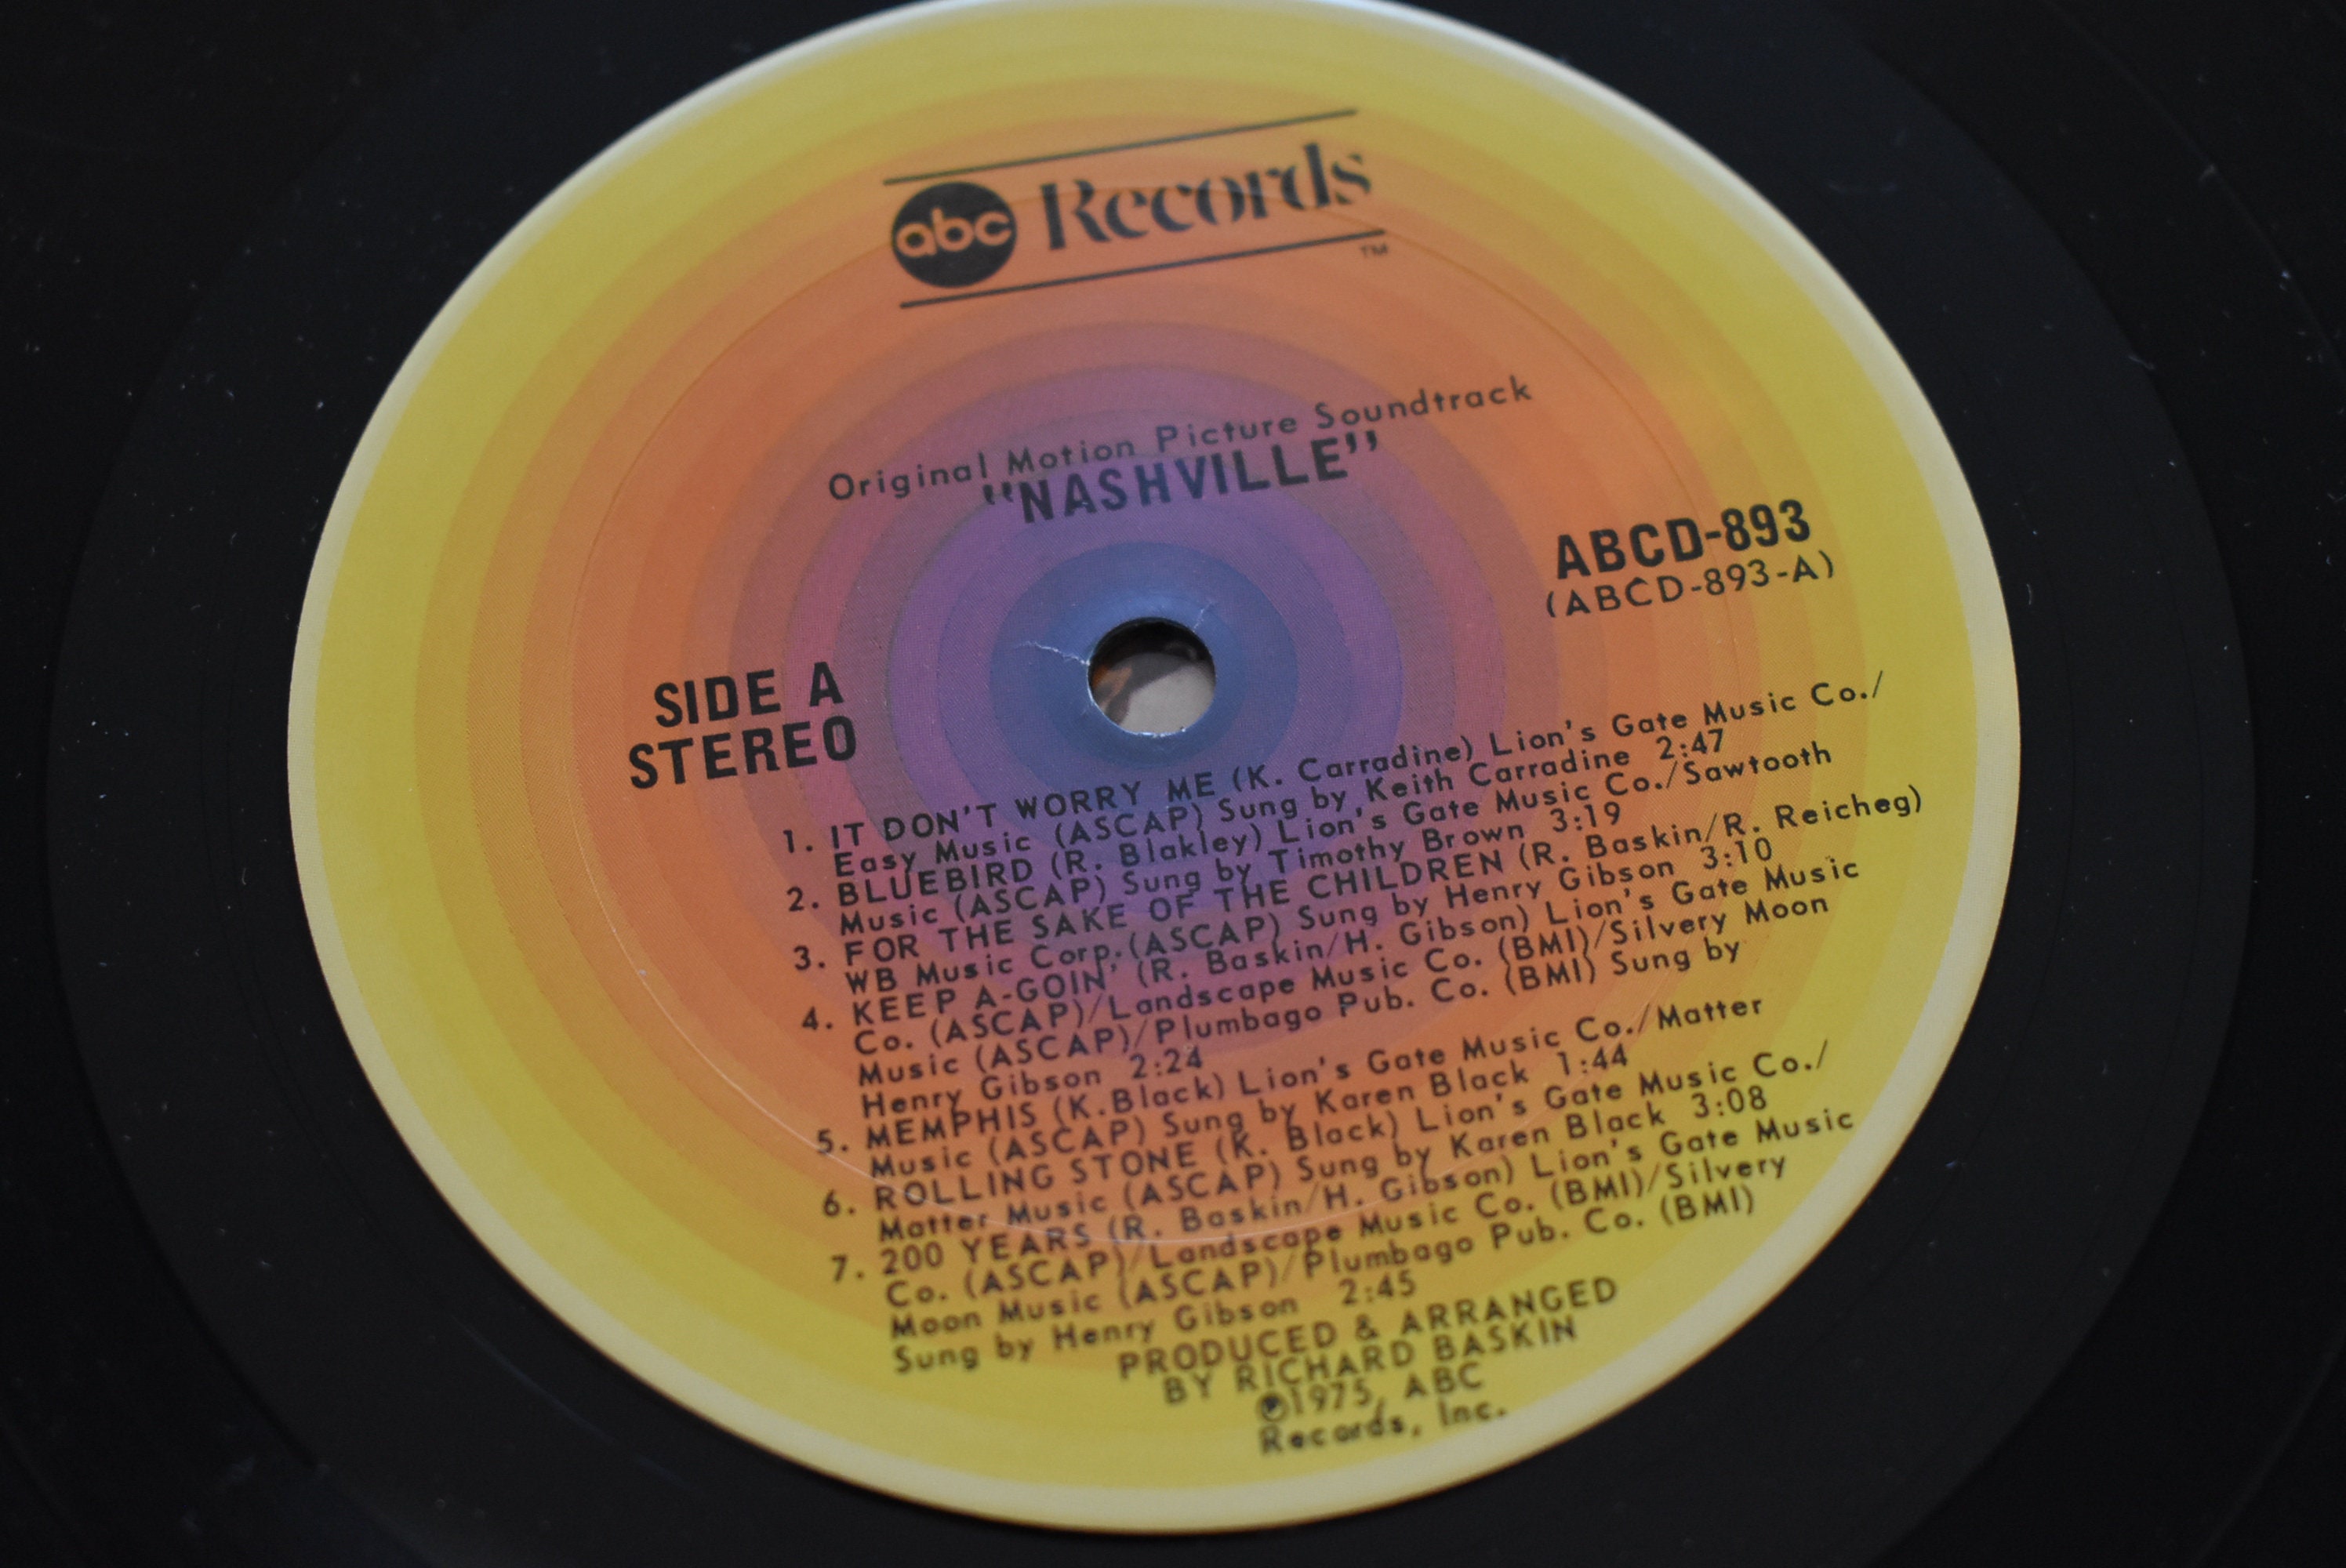 abc Records
TM
Original Motion Picture Soundtrack
"NASHVILLE"
ABCD-893
(ABCD-893-A)
SIDE A
STEREO
1. IT DON'T WORRY ME (K. Carradine) Lion's Gate Music Co./
Easy Music (ASCAP) Sung by Keith Carradine 2:47
2. BLUEBIRD (R. Blakley) Lion's Gate Music Co./Sawtooth
Music (ASCAP) Sung by Timothy Brown 3:19
3. FOR THE SAKE OF THE CHILDREN (R. Baskin/R. Reicheg)
WB Music Corp. (ASCAP) Sung by Henry Gibson 3:10
4. KEEP A-GOIN' (R. Baskin/H. Gibson) Lion's Gate Music
Co. (ASCAP)/Landscape Music Co. (BMI)/Silvery Moon
Music (ASCAP)/Plumbago Pub. Co. (BMI) Sung by
Henry Gibson 2:24
5. MEMPHIS (K.Black) Lion's Gate Music Co./Matter
Music (ASCAP) Sung by Karen Black 1:44
6. ROLLING STONE (K. Black) Lion's Gate Music Co./
Matter Music (ASCAP) Sung by Karen Black 3:08
7. 200 YEARS (R. Baskin/H. Gibson) Lion's Gate Music
Co. (ASCAP)/Landscape Music Co. (BMI)/Silvery
Moon Music (ASCAP)/Plumbago Pub. Co. (BMI)
Sung by Henry Gibson 2:45
PRODUCED & ARRANGED
BY RICHARD BASKIN
℗1975, ABC
Records, Inc.